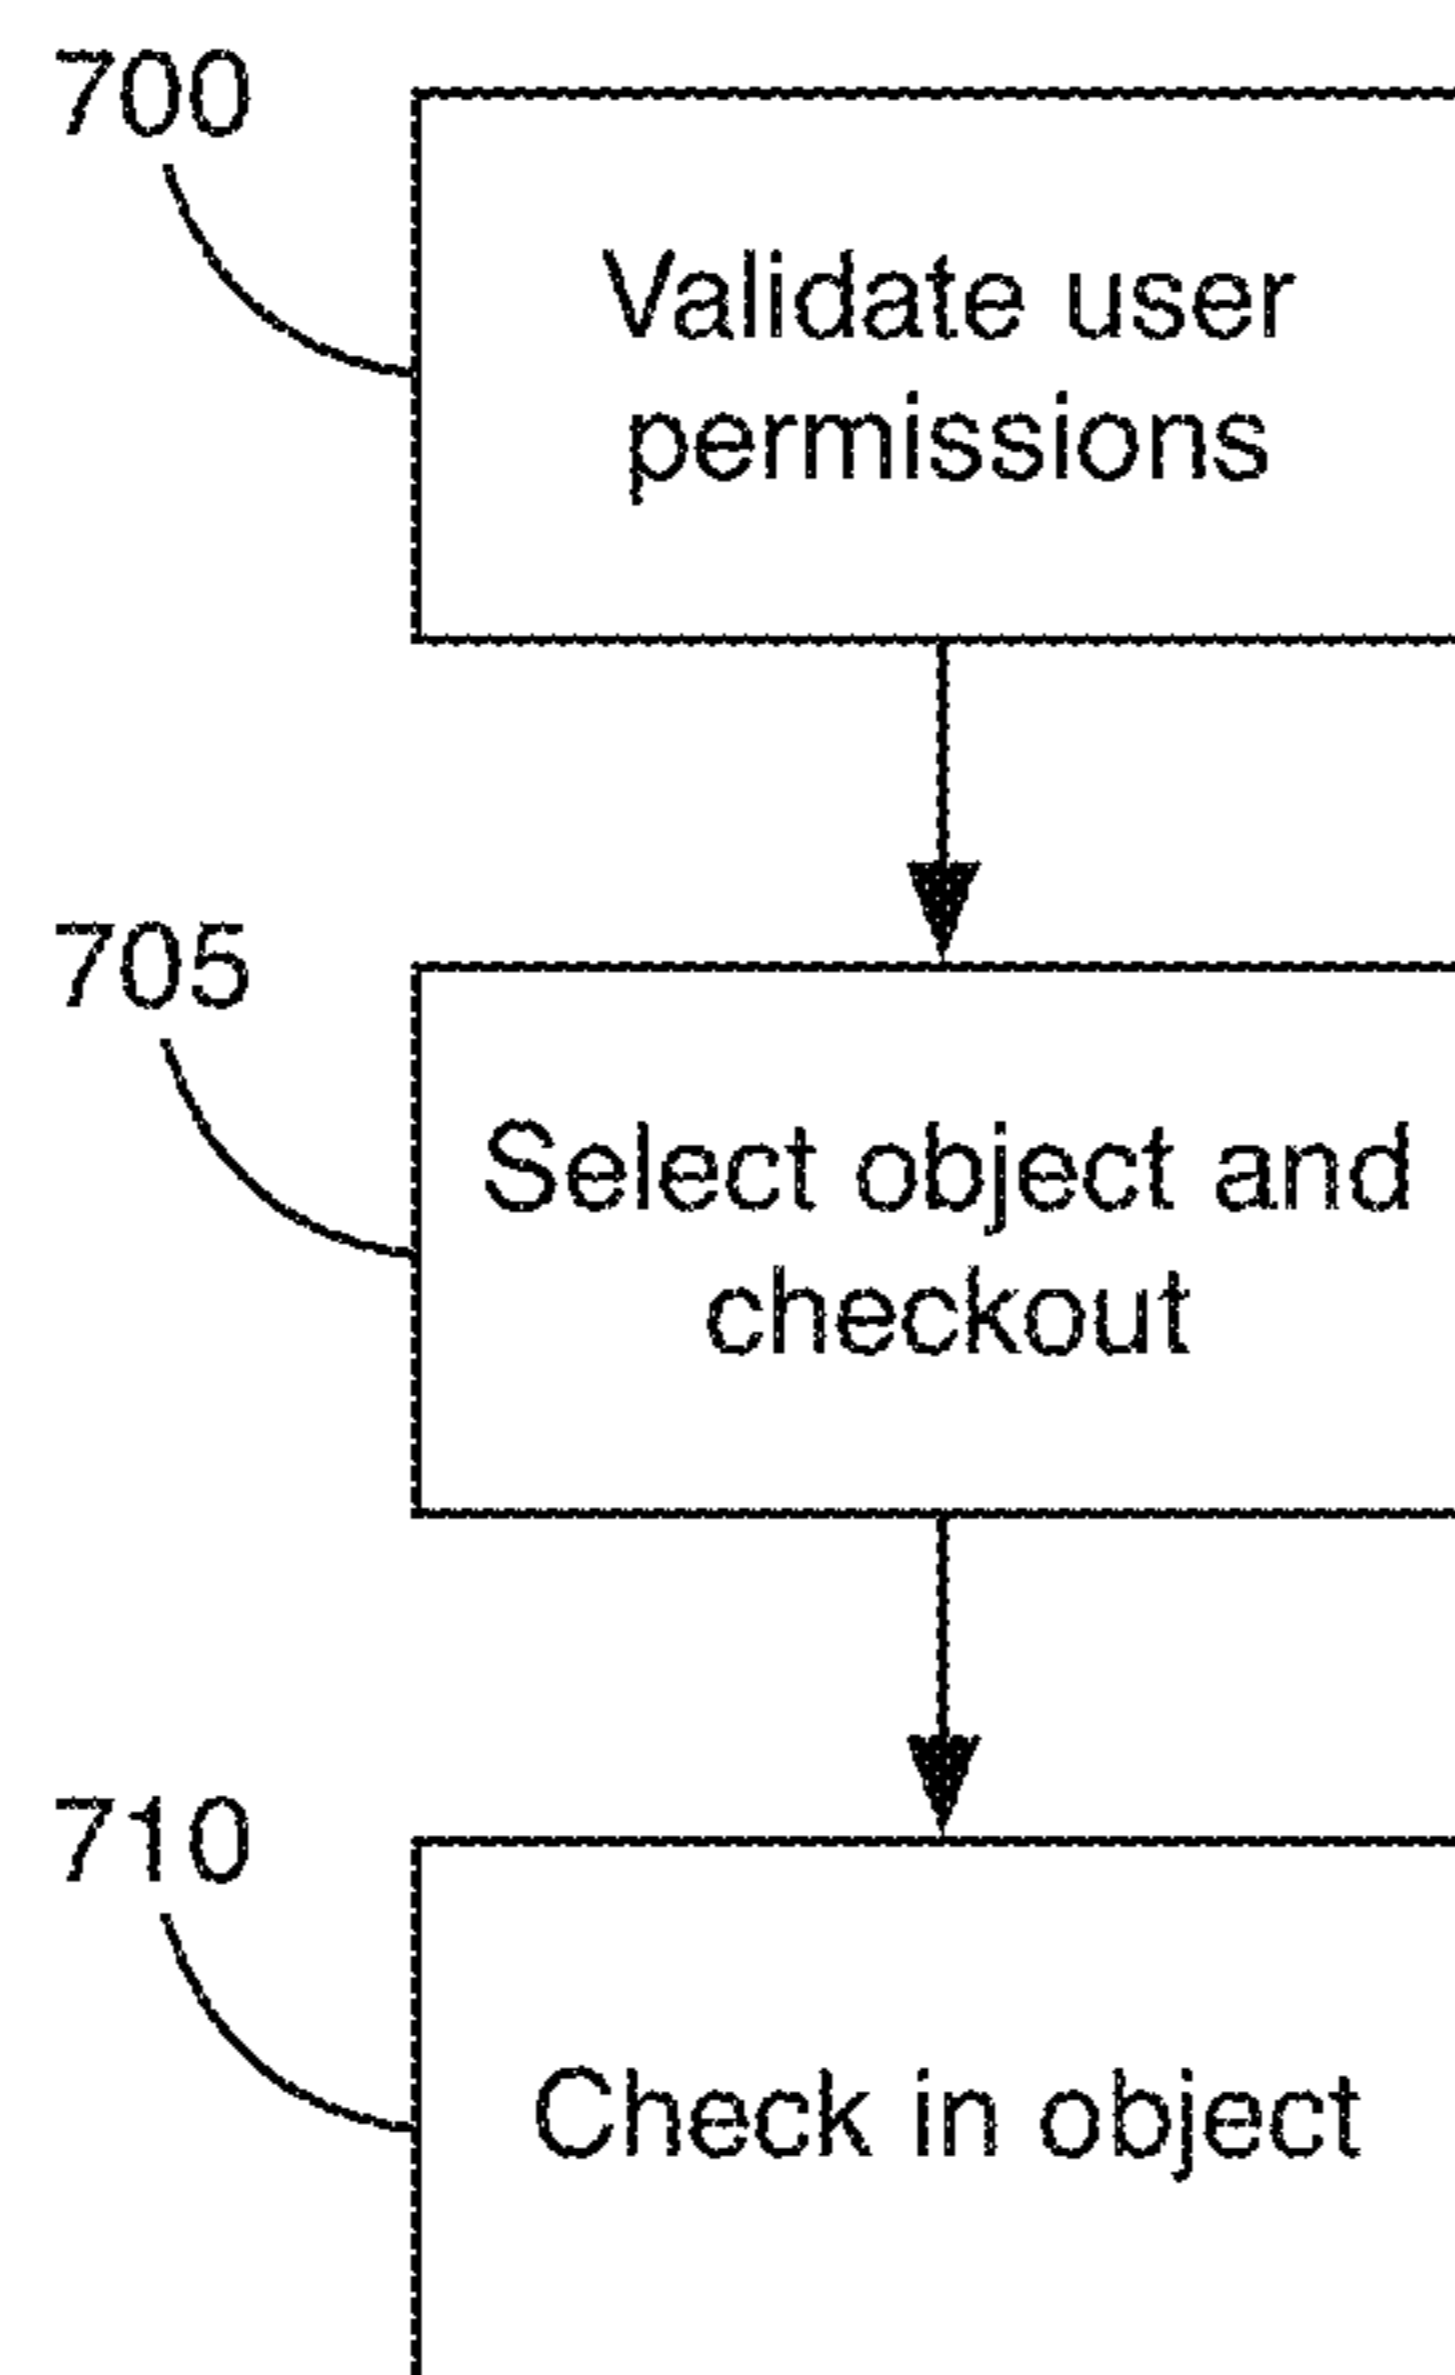 700
Validate user
permissions
705
Select object and
checkout
710
Check in object